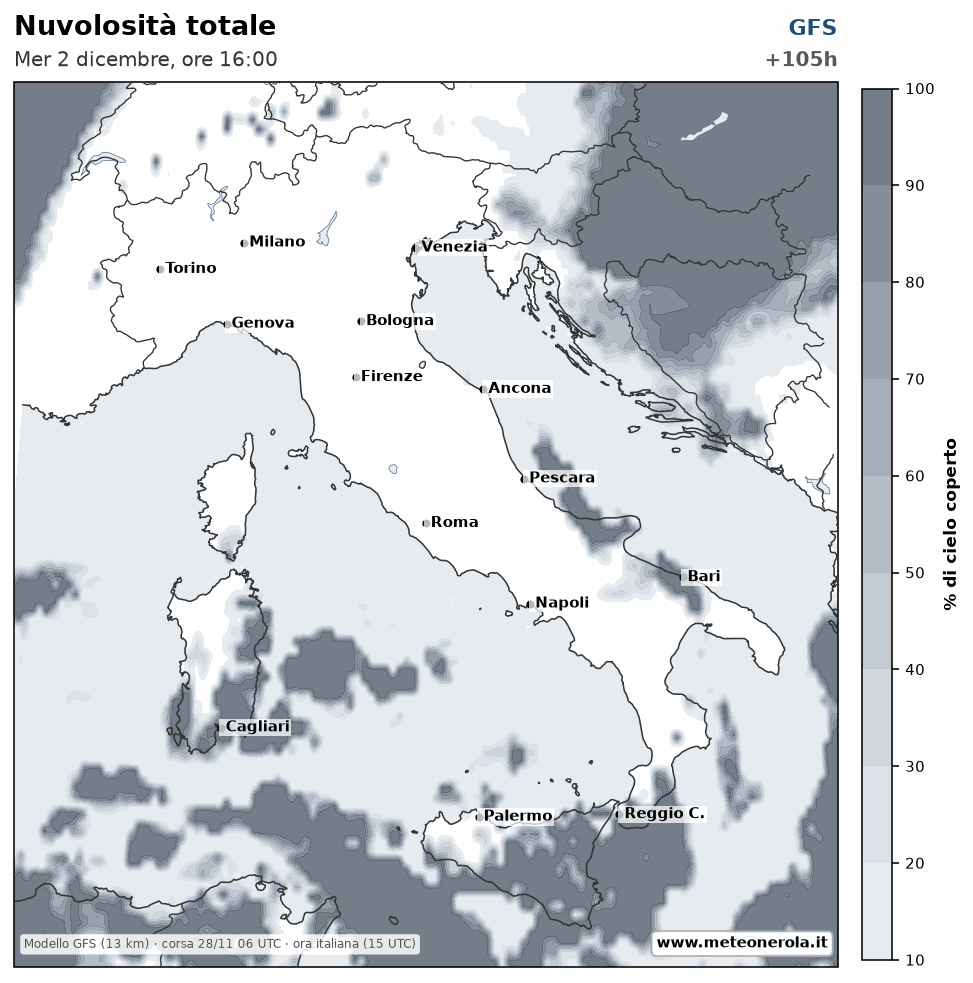 Nuvolosità totale
GFS
Mer 2 dicembre, ore 16:00
+105h
100
90
80
70
60
50
40
30
20
10
% di cielo coperto
Milano
Venezia
Torino
Genova
Bologna
Firenze
Ancona
Pescara
Roma
Bari
Napoli
Cagliari
Palermo
Reggio C.
Modello GFS (13 km) · corsa 28/11 06 UTC · ora italiana (15 UTC)
www.meteonerola.it